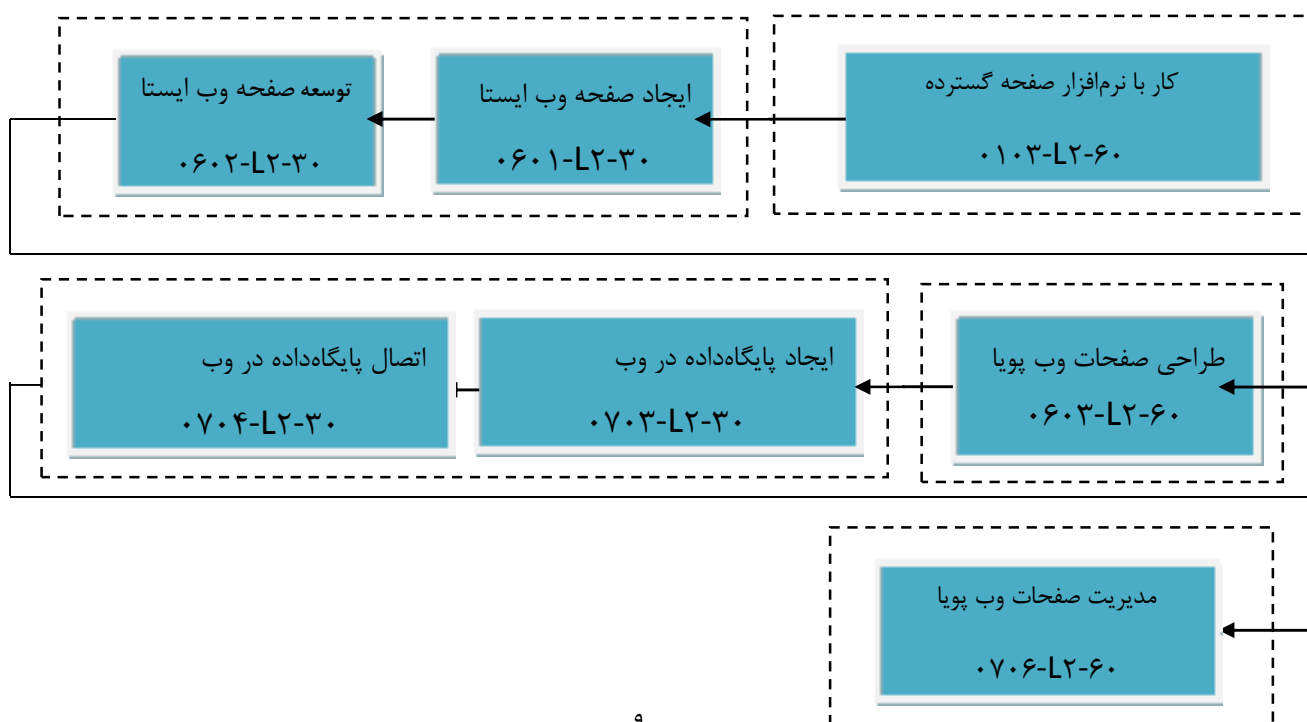 کار با نرم‌افزار صفحه گسترده
۰۱۰۳-L۲-۶۰
ایجاد صفحه وب ایستا
۰۶۰۱-L۲-۳۰
توسعه صفحه وب ایستا
۰۶۰۲-L۲-۳۰
طراحی صفحات وب پویا
۰۶۰۳-L۲-۶۰
ایجاد پایگاه‌داده در وب
۰۷۰۳-L۲-۳۰
اتصال پایگاه‌داده در وب
۰۷۰۴-L۲-۳۰
مدیریت صفحات وب پویا
۰۷۰۶-L۲-۶۰
و